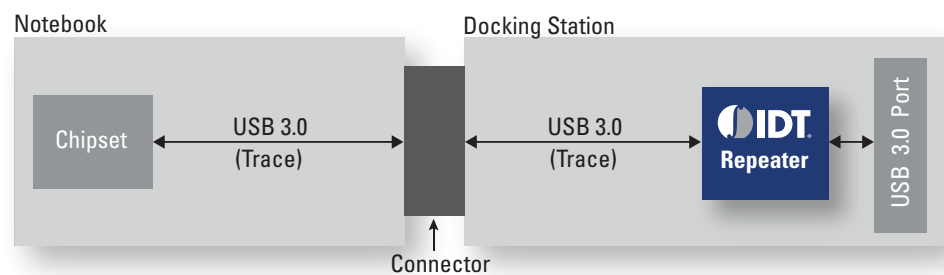 Notebook
Docking Station
Chipset
USB 3.0
(Trace)
USB 3.0
(Trace)
IDT.
Repeater
USB 3.0 Port
Connector